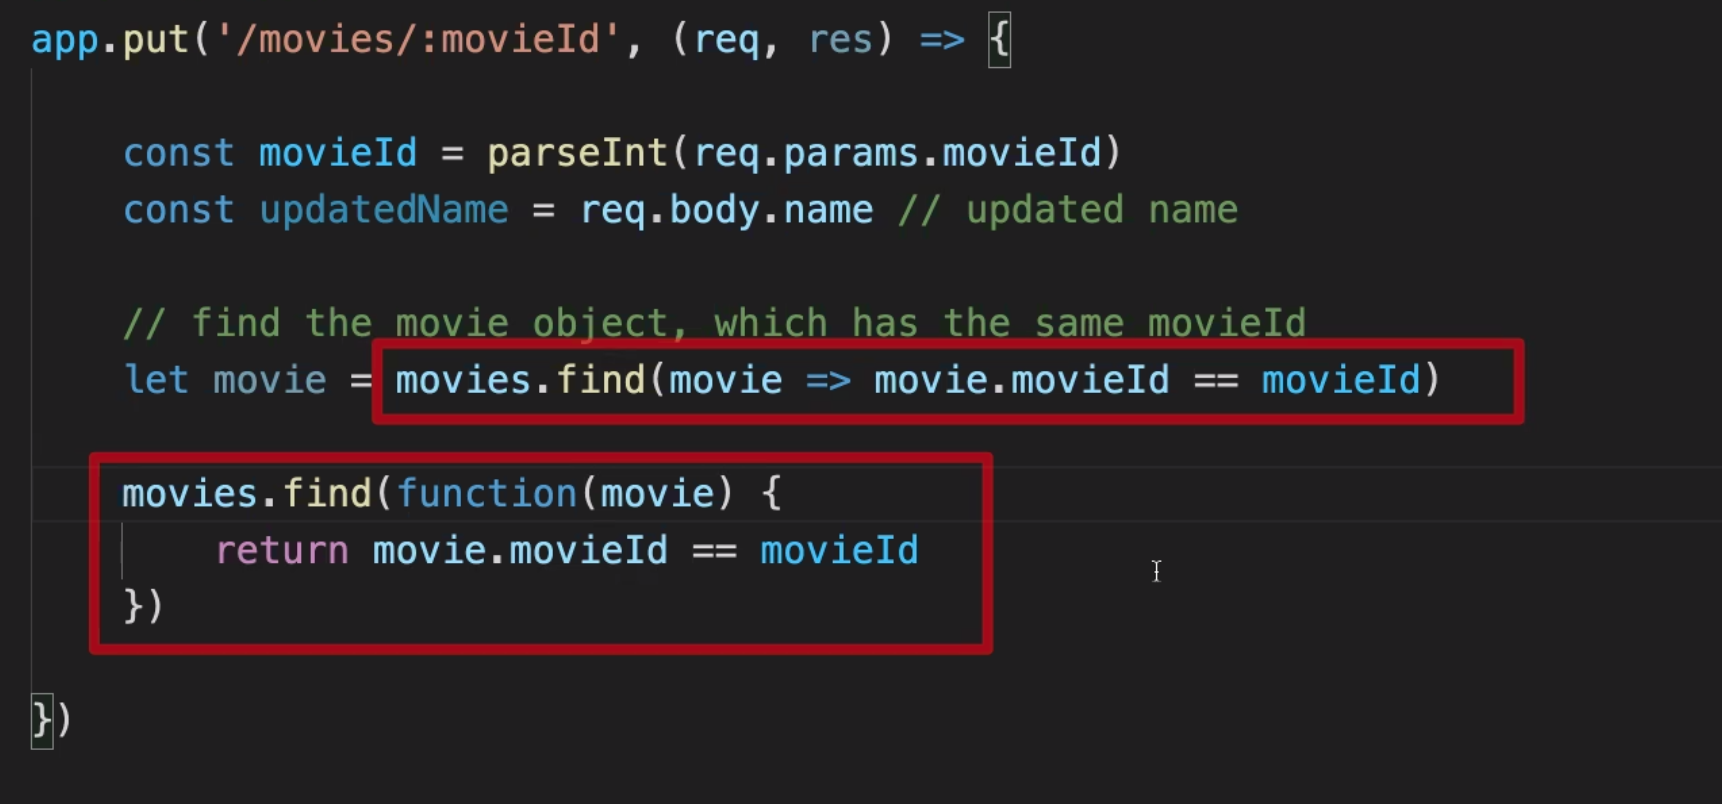 app.put('/movies/:movieId', (req, res) => {
const movieId = parseInt(req.params.movieId)
const updatedName = req.body.name // updated name
// find the movie object, which has the same movieId
let movie = movies.find(movie => movie.movieId == movieId)
movies.find(function(movie) {
return movie.movieId == movieId
})
})